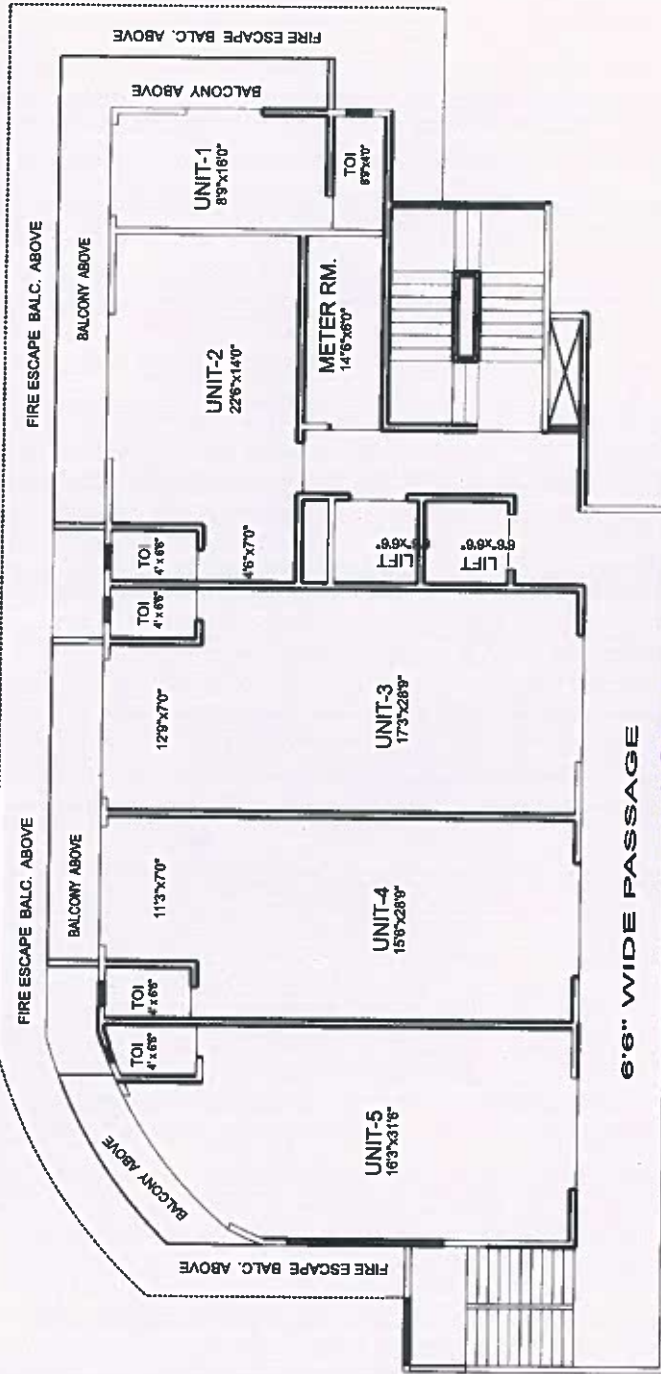 FIRE ESCAPE BALC. ABOVE
BALCONY ABOVE
FIRE ESCAPE BALC. ABOVE
BALCONY ABOVE
UNIT-1
8'9"x16'0"
TOI
UNIT-2
22'6"x14'0"
METER RM.
14'6"x6'0"
TOI
4' x 6'6"
4'6"x7'0"
LIFT
6'6"x6'6"
LIFT
6'6"x6'6"
TOI
4' x 6'6"
12'9"x7'0"
UNIT-3
17'3"x28'9"
FIRE ESCAPE BALC. ABOVE
BALCONY ABOVE
11'3"x7'0"
UNIT-4
15'6"x28'9"
TOI
4' x 6'6"
TOI
4' x 6'6"
UNIT-5
16'3"x31'6"
BALCONY ABOVE
FIRE ESCAPE BALC. ABOVE
6'6" WIDE PASSAGE